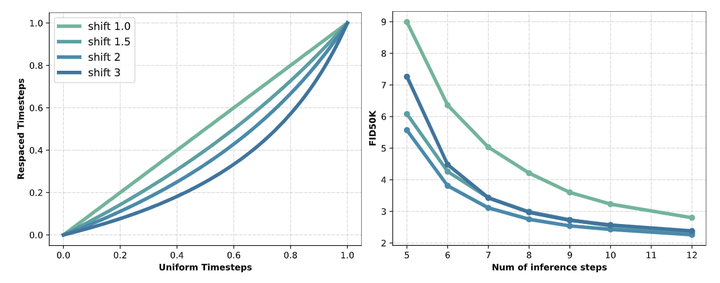 shift 1.0
shift 1.5
shift 2
shift 3
1.0
0.8
0.6
0.4
0.2
0.0
Respaced Timesteps
0.0 0.2 0.4 0.6 0.8 1.0
Uniform Timesteps
9
8
7
6
5
4
3
2
FID50K
5 6 7 8 9 10 11 12
Num of inference steps